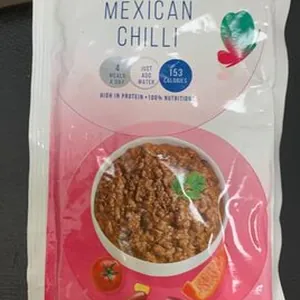 MEXICAN
CHILLI
4
MEALS
A DAY
JUST
ADD
WATER
153
CALORIES
HIGH IN PROTEIN • 100% NUTRITION